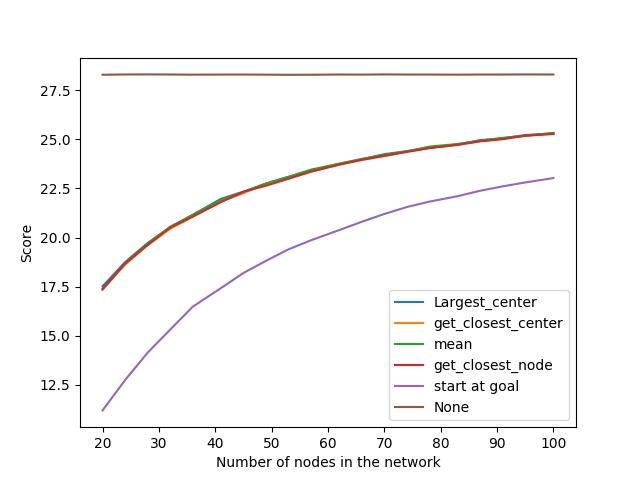 27.5
25.0
22.5
20.0
17.5
15.0
12.5
Score
Largest_center
get_closest_center
mean
get_closest_node
start at goal
None
20 30 40 50 60 70 80 90 100
Number of nodes in the network